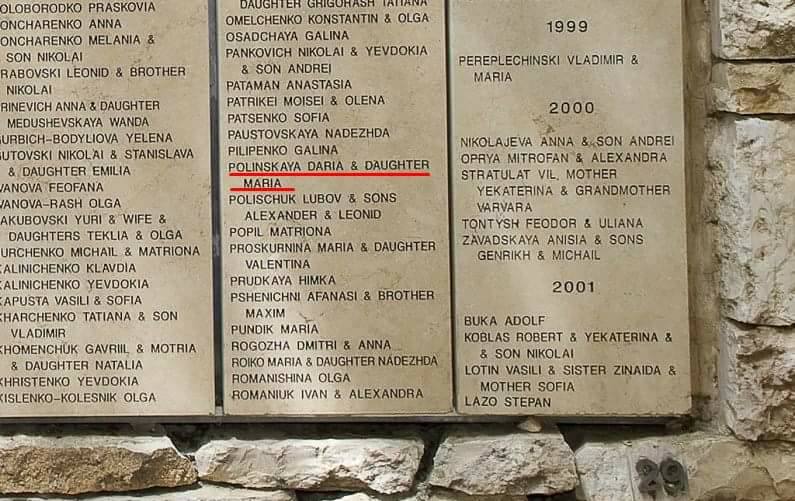 OLOBORODKO PRASKOVIA
ONCHARENKO ANNA
ONCHARENKO MELANIA &
SON NIKOLAI
RABOVSKI LEONID & BROTHER
NIKOLAI
RINEVICH ANNA & DAUGHTER
MEDUSHEVSKAYA WANDA
URBICH-BODYLIOVA YELENA
UTOVSKI NIKOLAI & STANISLAVA
& DAUGHTER EMILIA
VANOVA FEOFANA
VANOVA-RASH OLGA
AKUBOVSKI YURI & WIFE &
DAUGHTERS TEKLIA & OLGA
URCHENKO MICHAIL & MATRIONA
KALINICHENKO KLAVDIA
KALINICHENKO YEVDOKIA
KAPUSTA VASILI & SOFIA
KHARCHENKO TATIANA & SON
VLADIMIR
KHOMENCHUK GAVRIIL & MOTRIA
& DAUGHTER NATALIA
KHRISTENKO YEVDOKIA
KISLENKO-KOLESNIK OLGA
DAUGHTER GRIGORASH TATIANA
OMELCHENKO KONSTANTIN & OLGA
OSADCHAYA GALINA
PANKOVICH NIKOLAI & YEVDOKIA
& SON ANDREI
PATAMAN ANASTASIA
PATRIKEI MOISEI & OLENA
PATSENKO SOFIA
PAUSTOVSKAYA NADEZHDA
PILIPENKO GALINA
POLINSKAYA DARIA & DAUGHTER
MARIA
POLISCHUK LUBOV & SONS
ALEXANDER & LEONID
POPIL MATRIONA
PROSKURNINA MARIA & DAUGHTER
VALENTINA
PRUDKAYA HIMKA
PSHENICHNI AFANASI & BROTHER
MAXIM
PUNDIK MARIA
ROGOZHA DMITRI & ANNA
ROIKO MARIA & DAUGHTER NADEZHDA
ROMANISHINA OLGA
ROMANIUK IVAN & ALEXANDRA
1999
PEREPLECHINSKI VLADIMIR &
MARIA
2000
NIKOLAJEVA ANNA & SON ANDREI
OPRYA MITROFAN & ALEXANDRA
STRATULAT VIL, MOTHER
YEKATERINA & GRANDMOTHER
VARVARA
TONTYSH FEODOR & ULIANA
ZAVADSKAYA ANISIA & SONS
GENRIKH & MICHAIL
2001
BUKA ADOLF
KOBLAS ROBERT & YEKATERINA &
& SON NIKOLAI
LOTIN VASILI & SISTER ZINAIDA &
MOTHER SOFIA
LAZO STEPAN
29